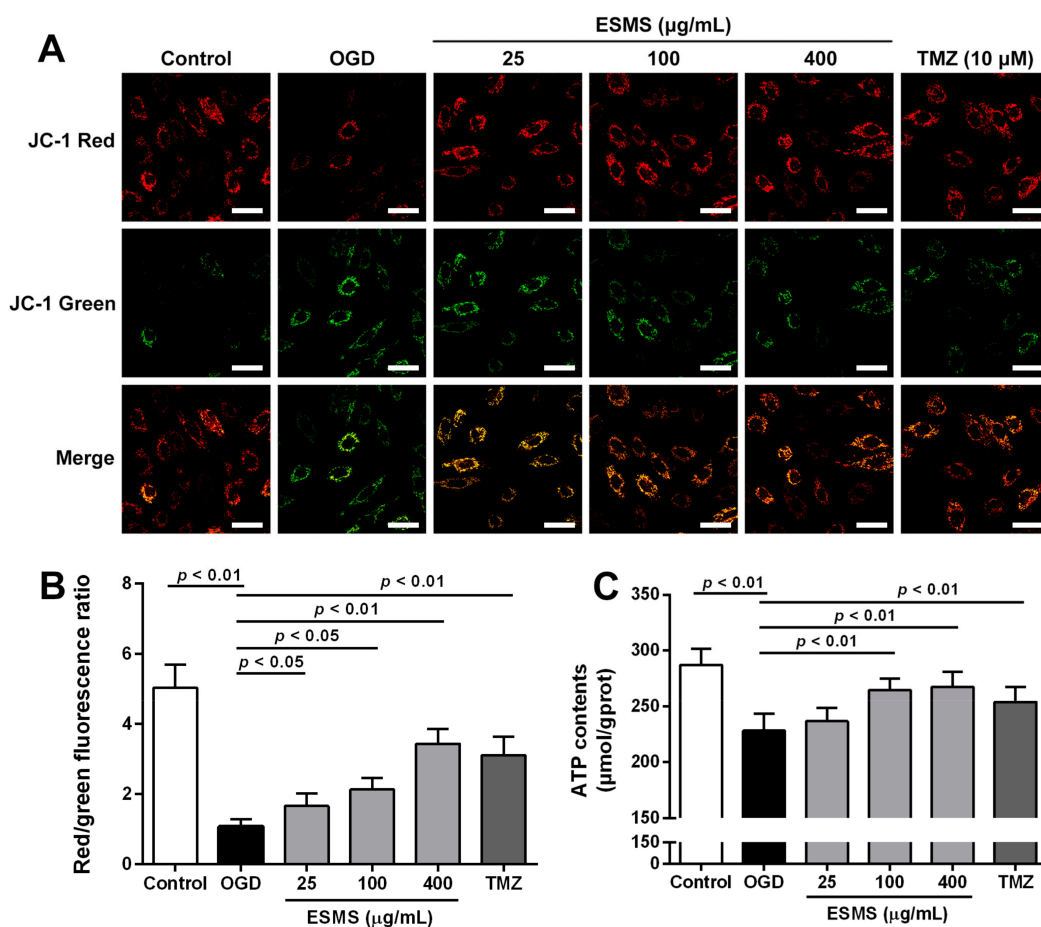 A
ESMS (µg/mL)
Control OGD 25 100 400 TMZ (10 µM)
JC-1 Red
JC-1 Green
Merge
B
Red/green fluorescence ratio
8
6
4
2
0
p < 0.01
p < 0.01
p < 0.01
p < 0.05
p < 0.05
Control OGD 25 100 400 TMZ
ESMS (µg/mL)
C
ATP contents
(µmol/gprot)
350
300
250
200
150
150
0
p < 0.01
p < 0.01
p < 0.01
p < 0.01
Control OGD 25 100 400 TMZ
ESMS (µg/mL)